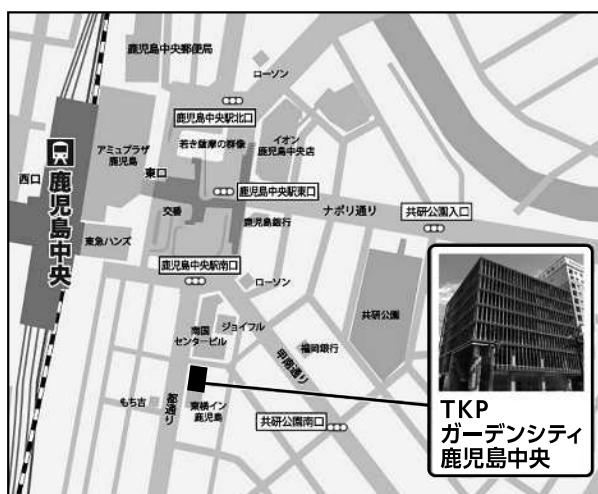 鹿児島中央郵便局
ローソン
鹿児島中央駅北口
若き薩摩の群像
イオン
鹿児島中央店
アミュプラザ
鹿児島
西口
鹿児島中央
東口
鹿児島中央駅東口
ナポリ通り
共研公園入口
交番
鹿児島銀行
東急ハンズ
鹿児島中央駅南口
ローソン
ジョイフル
南国
センタービル
共研公園
福岡銀行
甲南通り
都通り
もち吉
東横イン
鹿児島
共研公園南口
TKP
ガーデンシティ
鹿児島中央